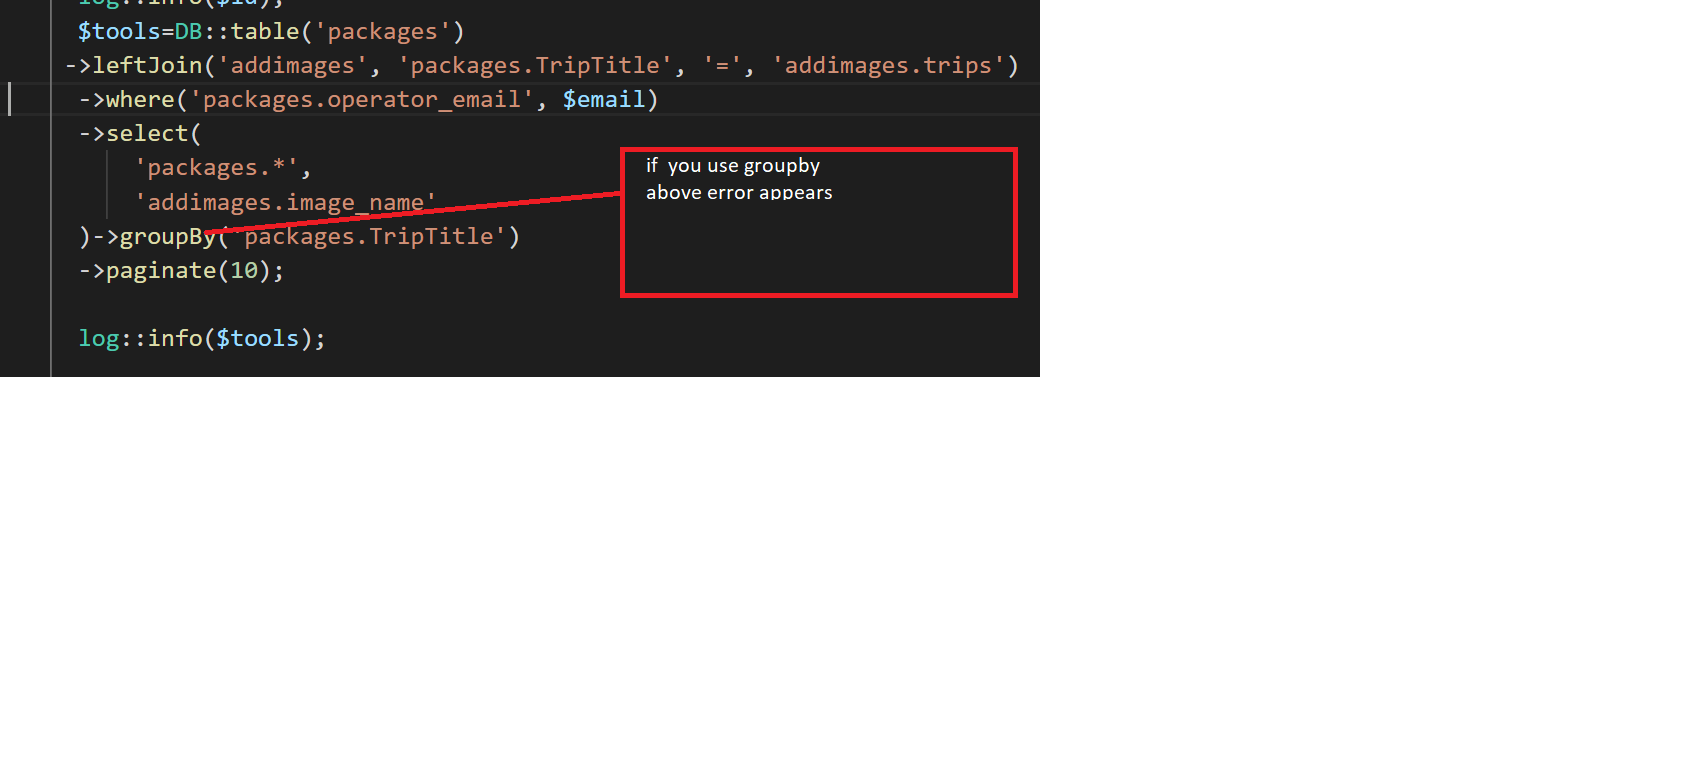 log::info($id);
$tools=DB::table('packages')
->leftJoin('addimages', 'packages.TripTitle', '=', 'addimages.trips')
->where('packages.operator_email', $email)
->select(
'packages.*',
'addimages.image_name'
)->groupBy('packages.TripTitle')
->paginate(10);
log::info($tools);
if you use groupby
above error appears